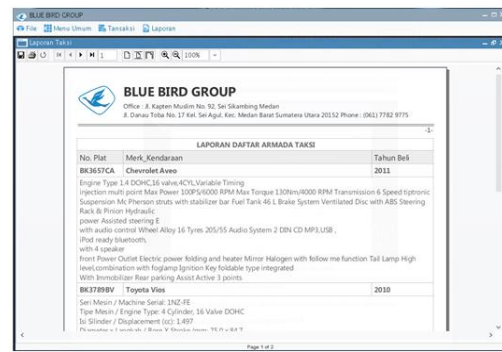 BLUE BIRD GROUP
File Menu Umum Tansaksi Laporan
Laporan Taksi
1 100%
BLUE BIRD GROUP
Office : Jl. Kapten Muslim No. 92, Sei Sikambing Medan
Jl. Danau Toba No. 17 Kel. Sei Agul, Kec. Medan Barat Sumatera Utara 20152 Phone : (061) 7782 9775
-1-
LAPORAN DAFTAR ARMADA TAKSI
No. Plat Merk_Kendaraan Tahun Beli
BK3657CA Chevrolet Aveo 2011
Engine Type 1.4 DOHC,16 valve,4CYL,Variable Timing
injection multi point Max Power 100PS/6000 RPM Max Torque 130Nm/4000 RPM Transmission 6 Speed tiptronic
Suspension Mc Pherson struts with stabilizer bar Fuel Tank 46 L Brake System Ventilated Disc with ABS Steering
Rack & Pinion Hydraulic
power Assisted steering E
with audio control Wheel Alloy 16 Tyres 205/55 Audio System 2 DIN CD MP3,USB ,
iPod ready bluetooth,
with 4 speaker
Front Power Outlet Electric power folding and heater Mirror Halogen with follow me function Tail Lamp High
level,combination with foglamp Ignition Key foldable type integrated
With Immobilizer Rear parking Assist Active 3 points
BK3789BV Toyota Vios 2010
Seri Mesin / Machine Serial: 1NZ-FE
Tipe Mesin / Engine Type: 4 Cylinder, 16 Valve DOHC
Isi Silinder / Displacement (cc): 1.497
Page 1 of 2